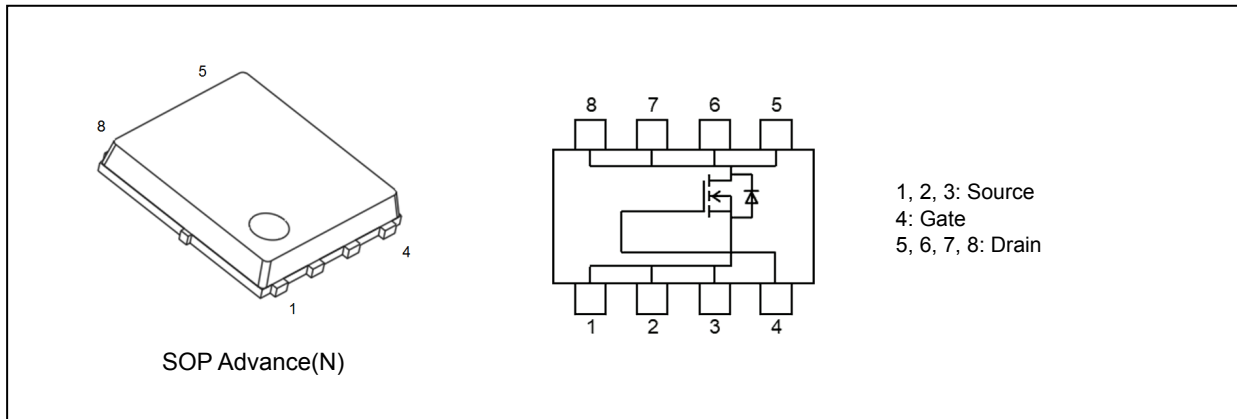 5
8
4
1
SOP Advance(N)
8 7 6 5
1 2 3 4
1, 2, 3: Source
4: Gate
5, 6, 7, 8: Drain